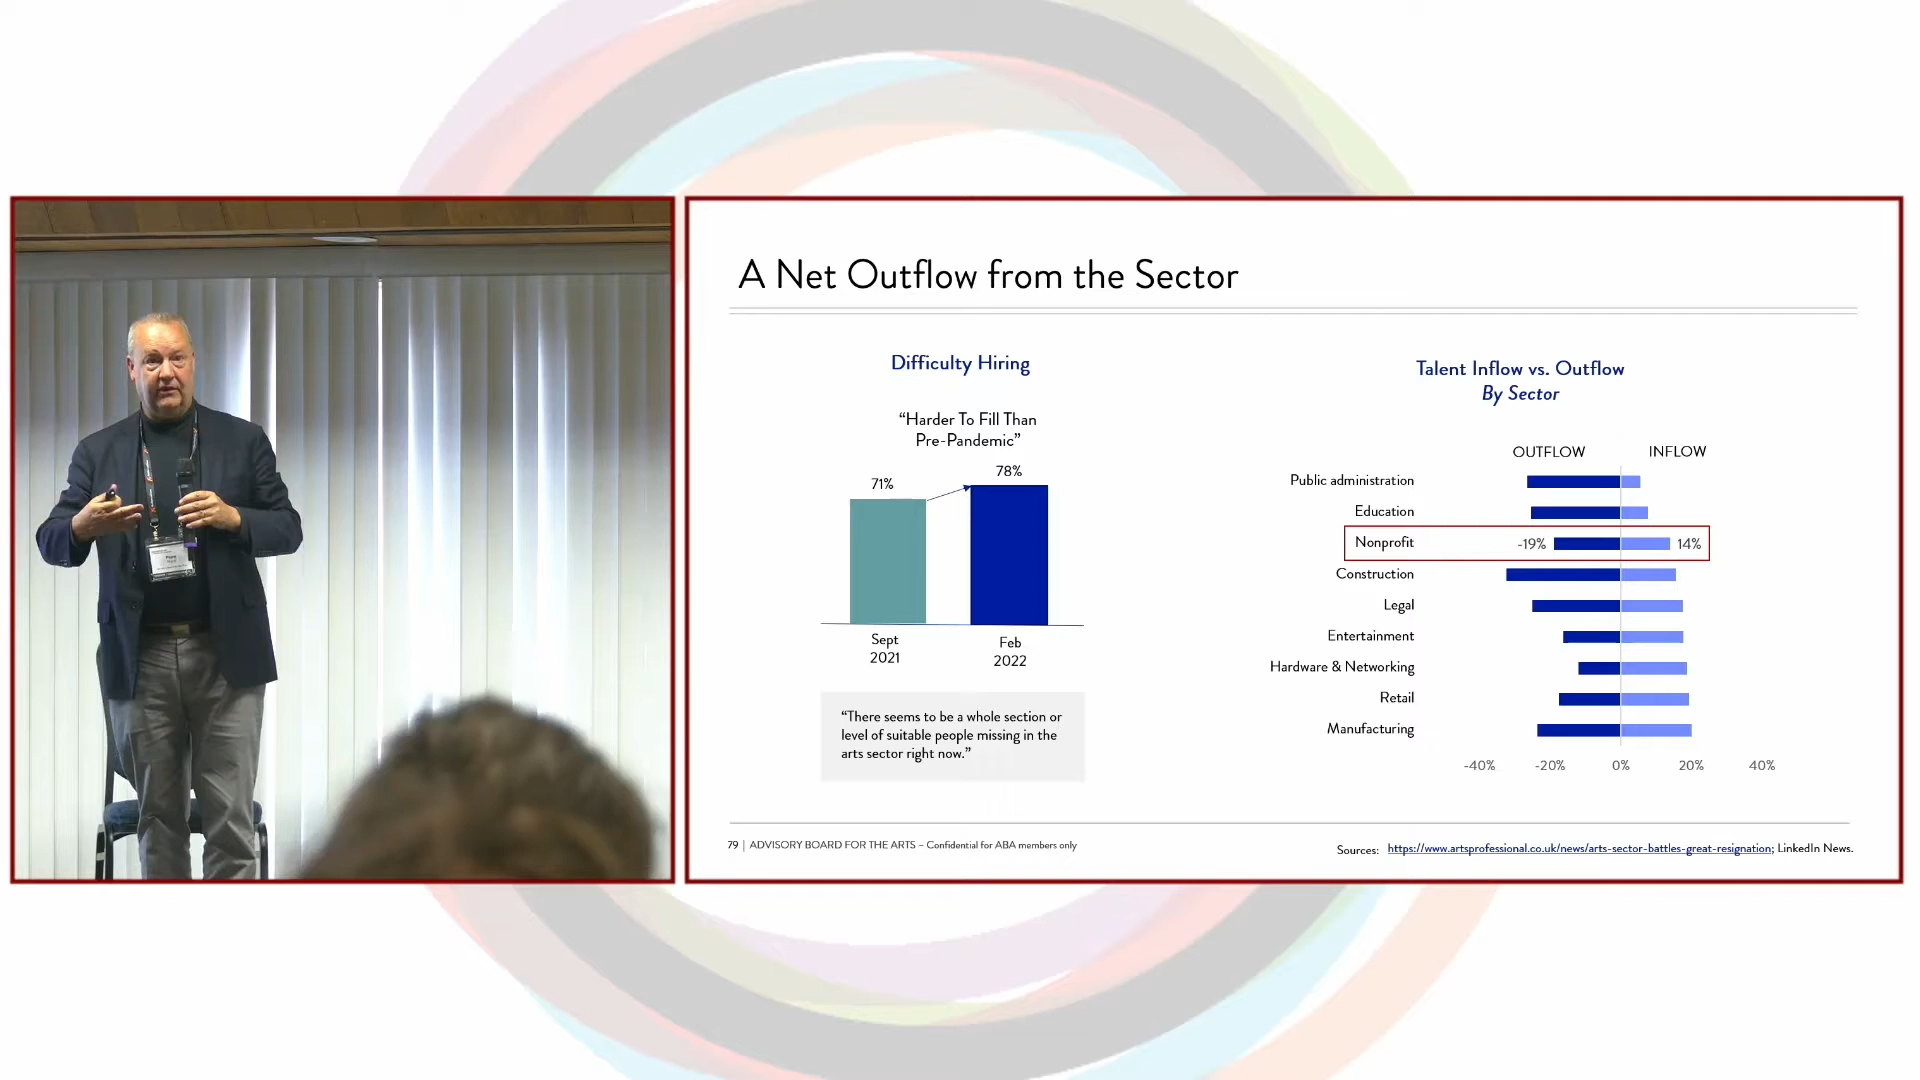 A Net Outflow from the Sector
Difficulty Hiring
“Harder To Fill Than
Pre-Pandemic”
71%
78%
Sept
2021
Feb
2022
“There seems to be a whole section or
level of suitable people missing in the
arts sector right now.”
Talent Inflow vs. Outflow
By Sector
OUTFLOW INFLOW
Public administration
Education
Nonprofit -19% 14%
Construction
Legal
Entertainment
Hardware & Networking
Retail
Manufacturing
-40% -20% 0% 20% 40%
79 | ADVISORY BOARD FOR THE ARTS – Confidential for ABA members only
Sources: https://www.artsprofessional.co.uk/news/arts-sector-battles-great-resignation; LinkedIn News.